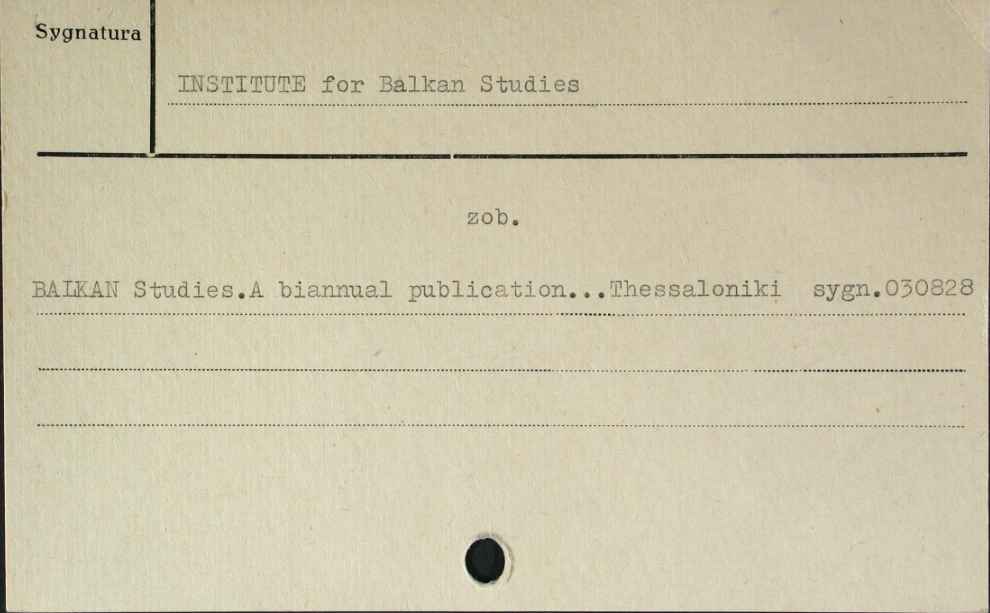 Sygnatura
INSTITUTE for Balkan Studies
zob.
BALKAN Studies.A biannual publication...Thessaloniki sygn.030828